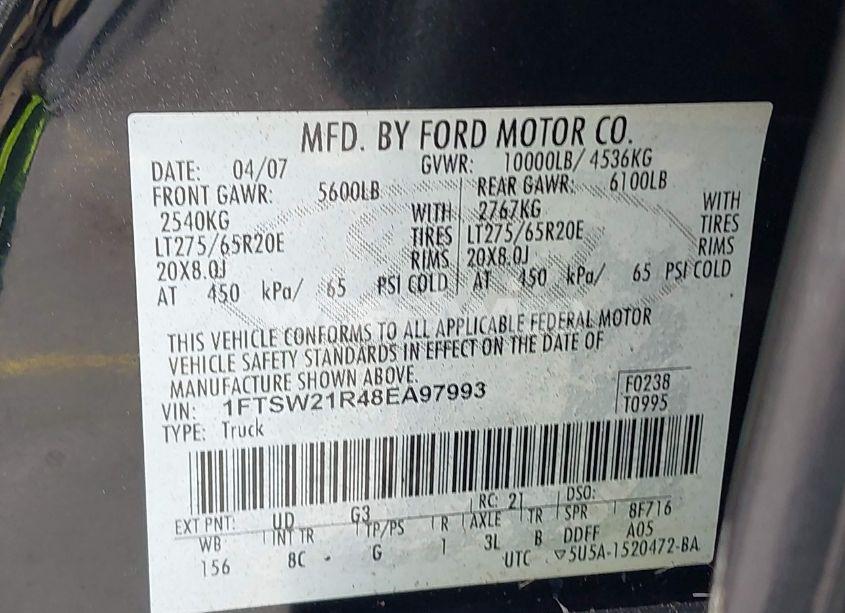 MFD. BY FORD MOTOR CO.
DATE: 04/07 GVWR: 10000LB/ 4536KG
FRONT GAWR: 5600LB REAR GAWR: 6100LB
2540KG WITH 2767KG WITH
LT275/65R20E TIRES LT275/65R20E TIRES
20X8.0J RIMS 20X8.0J RIMS
AT 450 kPa/ 65 PSI COLD AT 450 kPa/ 65 PSI COLD
THIS VEHICLE CONFORMS TO ALL APPLICABLE FEDERAL MOTOR
VEHICLE SAFETY STANDARDS IN EFFECT ON THE DATE OF
MANUFACTURE SHOWN ABOVE.
VIN: 1FTSW21R48EA97993 F0238
TYPE: Truck T0995
EXT PNT: UD G3 RC: 21 DSO:
WB INT TR TP/PS R AXLE TR SPR 8F716
156 8C - G 1 3L B DDFF A05
UTC ▽5U5A-1520472-BA